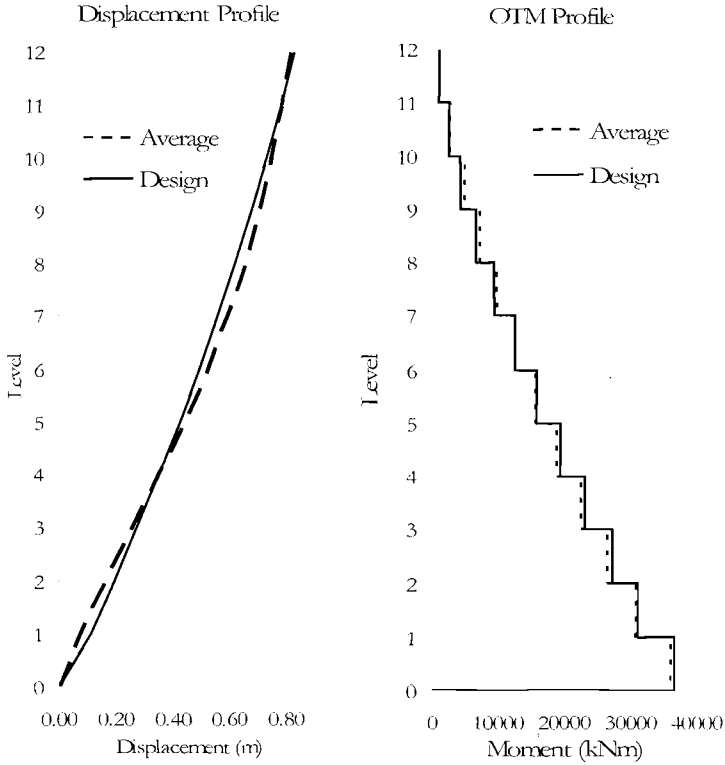 Displacement Profile
12
11
10
9
8
7
6
5
4
3
2
1
0
Level
Average
Design
0.00 0.20 0.40 0.60 0.80
Displacement (m)
OTM Profile
12
11
10
9
8
7
6
5
4
3
2
1
0
Level
Average
Design
0 10000 20000 30000 40000
Moment (kNm)